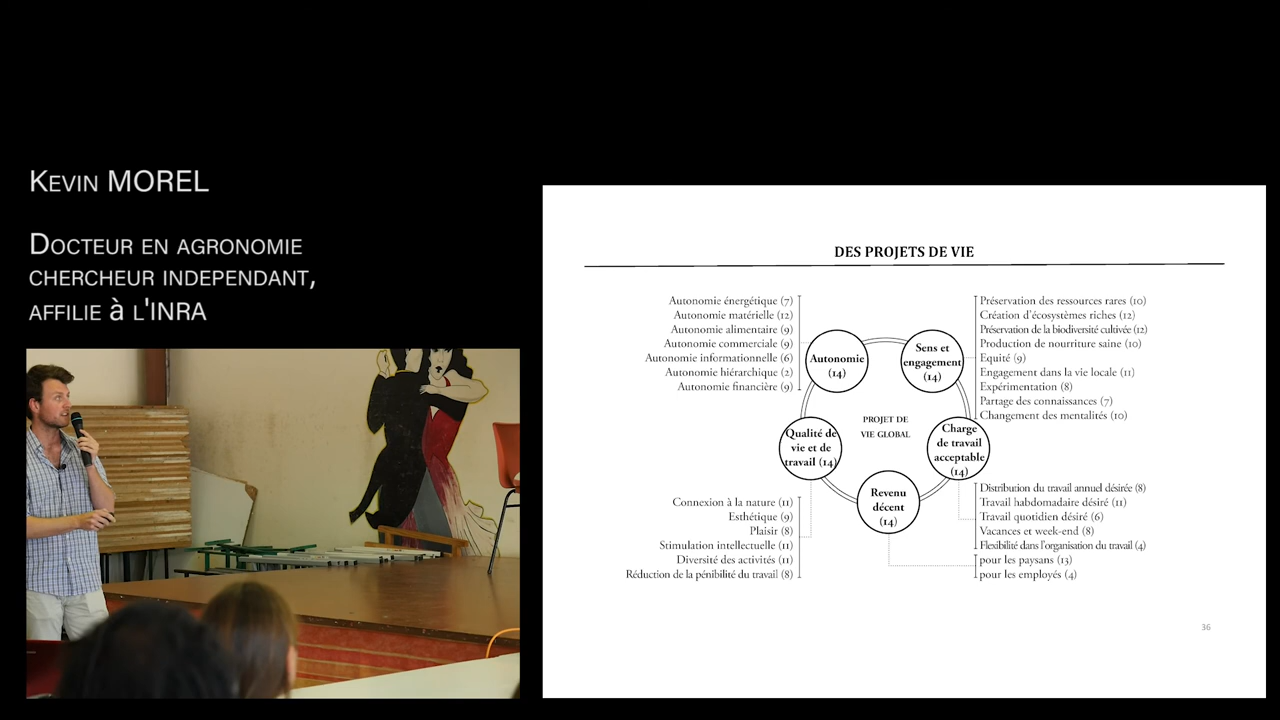 Kevin MOREL
Docteur en agronomie
chercheur independant,
affilie à l'INRA
DES PROJETS DE VIE
Autonomie énergétique (7)
Autonomie matérielle (12)
Autonomie alimentaire (9)
Autonomie commerciale (9)
Autonomie informationnelle (6)
Autonomie hiérarchique (2)
Autonomie financière (9)
Autonomie
(14)
Sens et
engagement
(14)
Préservation des ressources rares (10)
Création d'écosystèmes riches (12)
Préservation de la biodiversité cultivée (12)
Production de nourriture saine (10)
Equité (9)
Engagement dans la vie locale (11)
Expérimentation (8)
Partage des connaissances (7)
Changement des mentalités (10)
PROJET DE
VIE GLOBAL
Qualité de
vie et de
travail (14)
Charge
de travail
acceptable
(14)
Revenu
décent
(14)
Connexion à la nature (11)
Esthétique (9)
Plaisir (8)
Stimulation intellectuelle (11)
Diversité des activités (11)
Réduction de la pénibilité du travail (8)
Distribution du travail annuel désirée (8)
Travail habdomadaire désiré (11)
Travail quotidien désiré (6)
Vacances et week-end (8)
Flexibilité dans l'organisation du travail (4)
pour les paysans (13)
pour les employés (4)
36